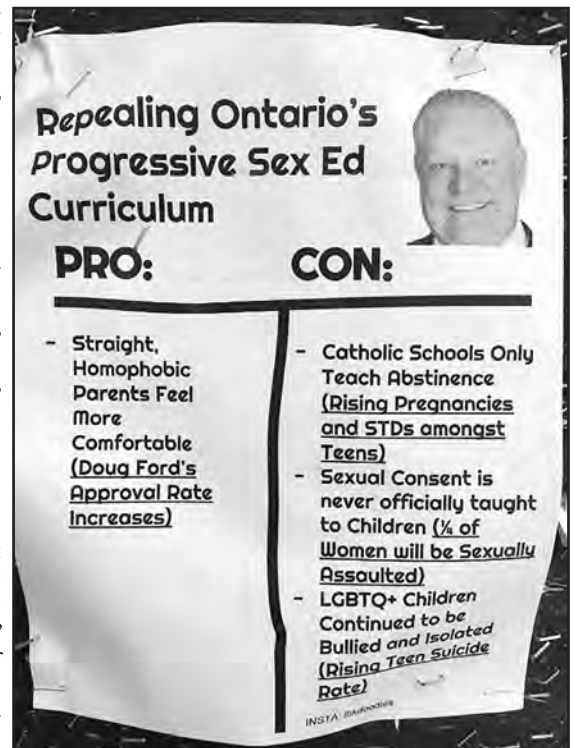 Repealing Ontario's
Progressive Sex Ed
Curriculum
PRO:
CON:
- Straight,
Homophobic
Parents Feel
More
Comfortable
(Doug Ford's
Approval Rate
Increases)
- Catholic Schools Only
Teach Abstinence
(Rising Pregnancies
and STDs amongst
Teens)
- Sexual Consent is
never officially taught
to Children (¼ of
Women will be Sexually
Assaulted)
- LGBTQ+ Children
Continued to be
Bullied and Isolated
(Rising Teen Suicide
Rate)
INSTA: